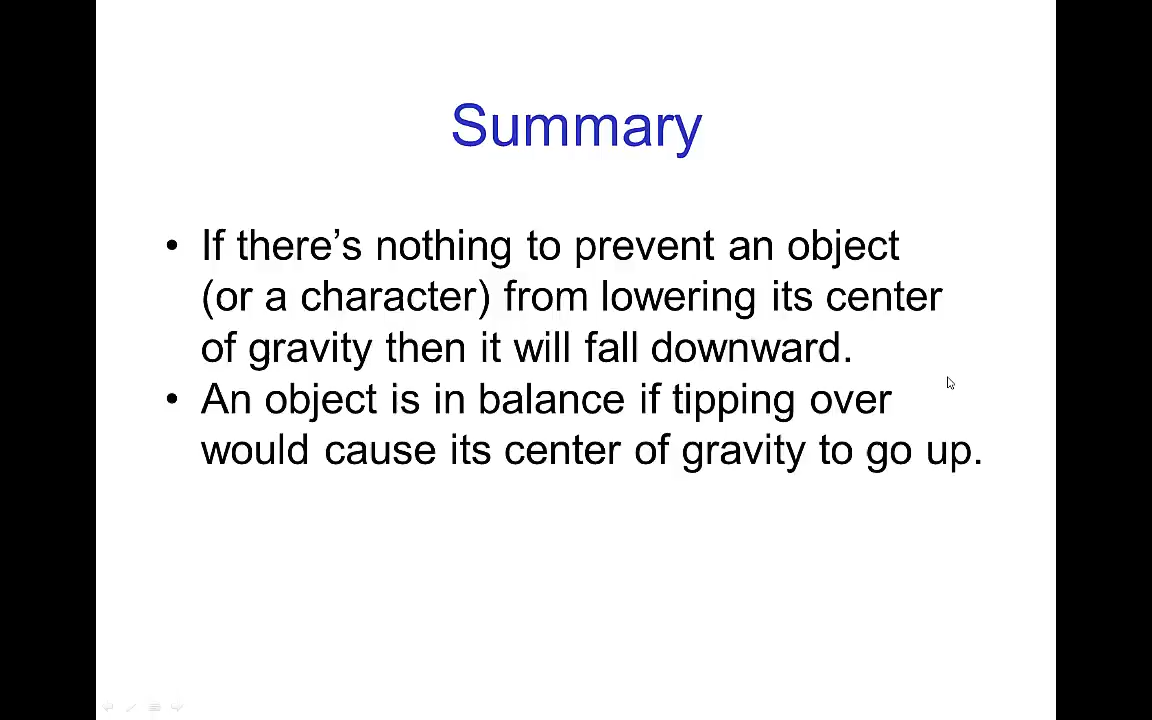 Summary
• If there’s nothing to prevent an object
(or a character) from lowering its center
of gravity then it will fall downward.
• An object is in balance if tipping over
would cause its center of gravity to go up.